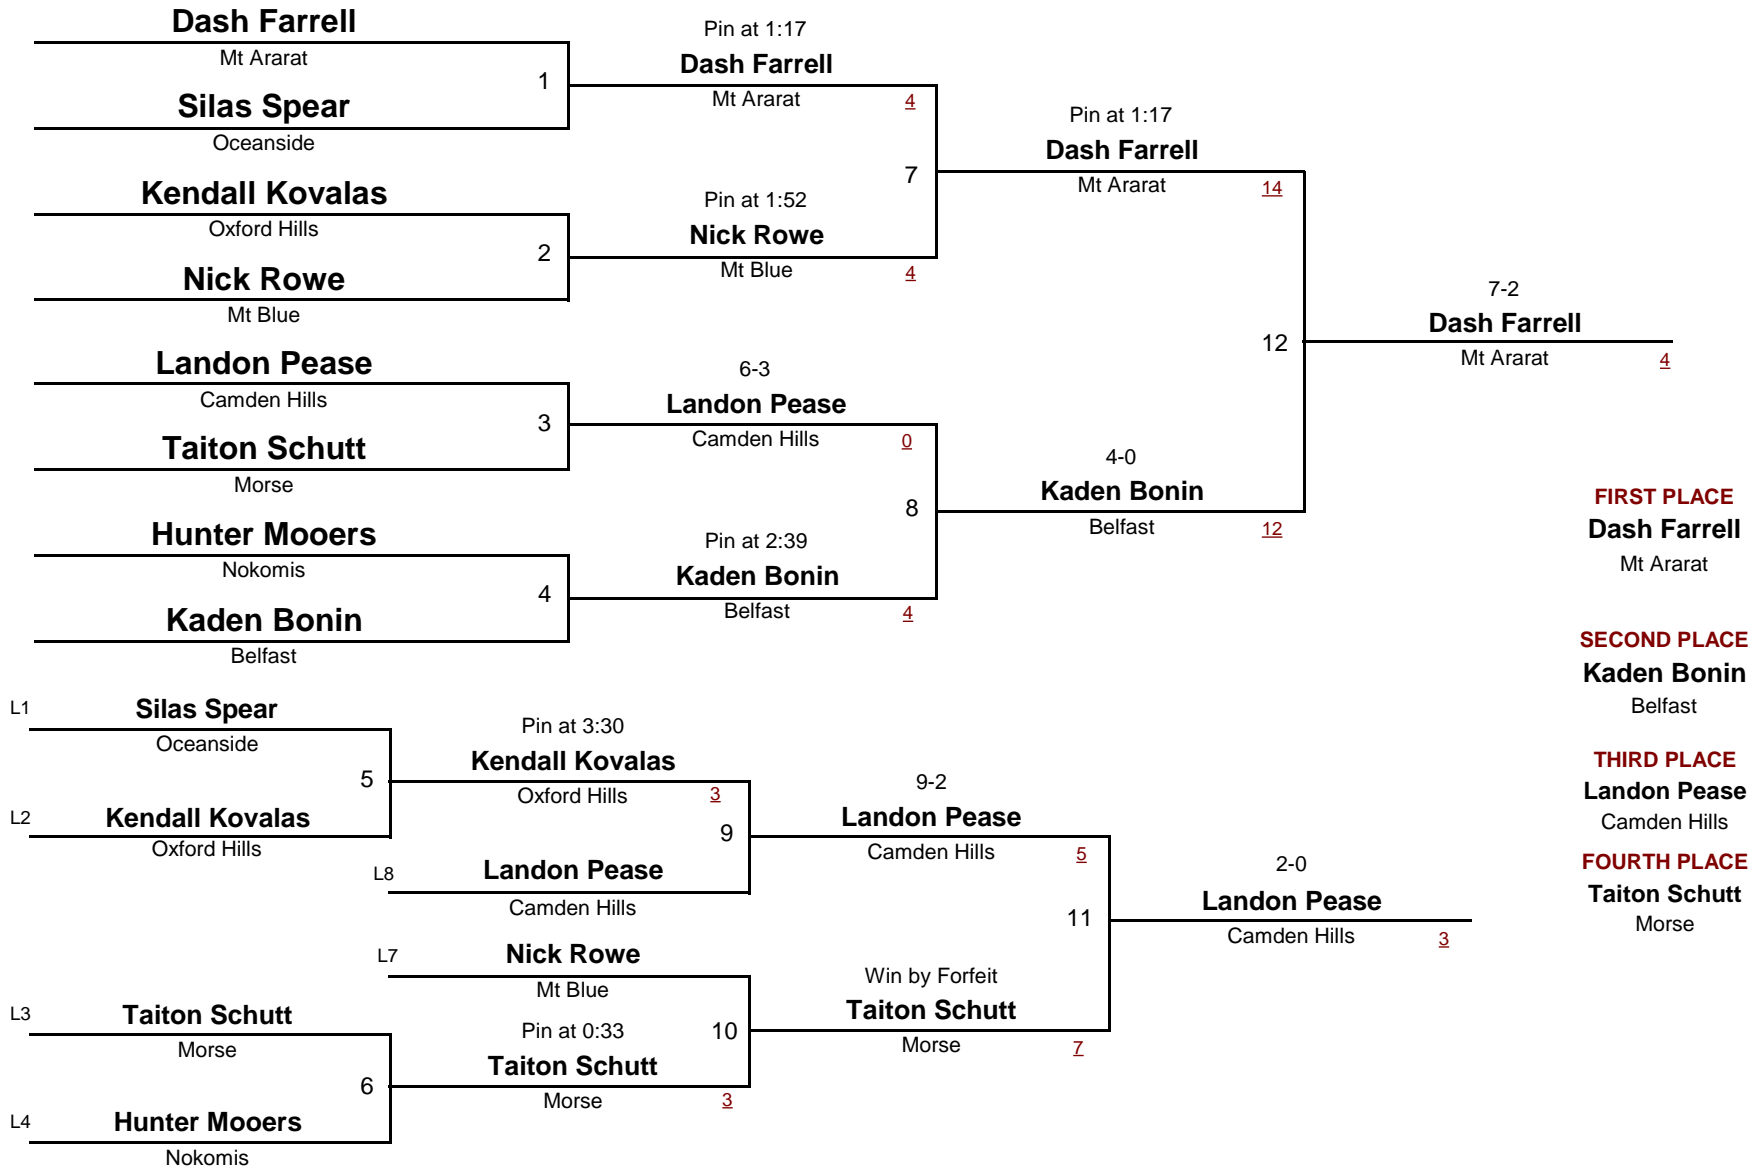 Dash Farrell
Mt Ararat
1
Silas Spear
Oceanside
Kendall Kovalas
Oxford Hills
2
Nick Rowe
Mt Blue
Landon Pease
Camden Hills
3
Taiton Schutt
Morse
Hunter Mooers
Nokomis
4
Kaden Bonin
Belfast
Pin at 1:17
Dash Farrell
Mt Ararat 4
7
Pin at 1:52
Nick Rowe
Mt Blue 4
6-3
Landon Pease
Camden Hills 0
8
Pin at 2:39
Kaden Bonin
Belfast 4
Pin at 1:17
Dash Farrell
Mt Ararat 14
12
4-0
Kaden Bonin
Belfast 12
7-2
Dash Farrell
Mt Ararat 4
FIRST PLACE
Dash Farrell
Mt Ararat
SECOND PLACE
Kaden Bonin
Belfast
THIRD PLACE
Landon Pease
Camden Hills
FOURTH PLACE
Taiton Schutt
Morse
L1 Silas Spear
Oceanside
5
L2 Kendall Kovalas
Oxford Hills
L3 Taiton Schutt
Morse
6
L4 Hunter Mooers
Nokomis
Pin at 3:30
Kendall Kovalas
Oxford Hills 3
9
L8 Landon Pease
Camden Hills
L7 Nick Rowe
Mt Blue
Pin at 0:33 10
Taiton Schutt
Morse 3
9-2
Landon Pease
Camden Hills 5
11
Win by Forfeit
Taiton Schutt
Morse 7
2-0
Landon Pease
Camden Hills 3